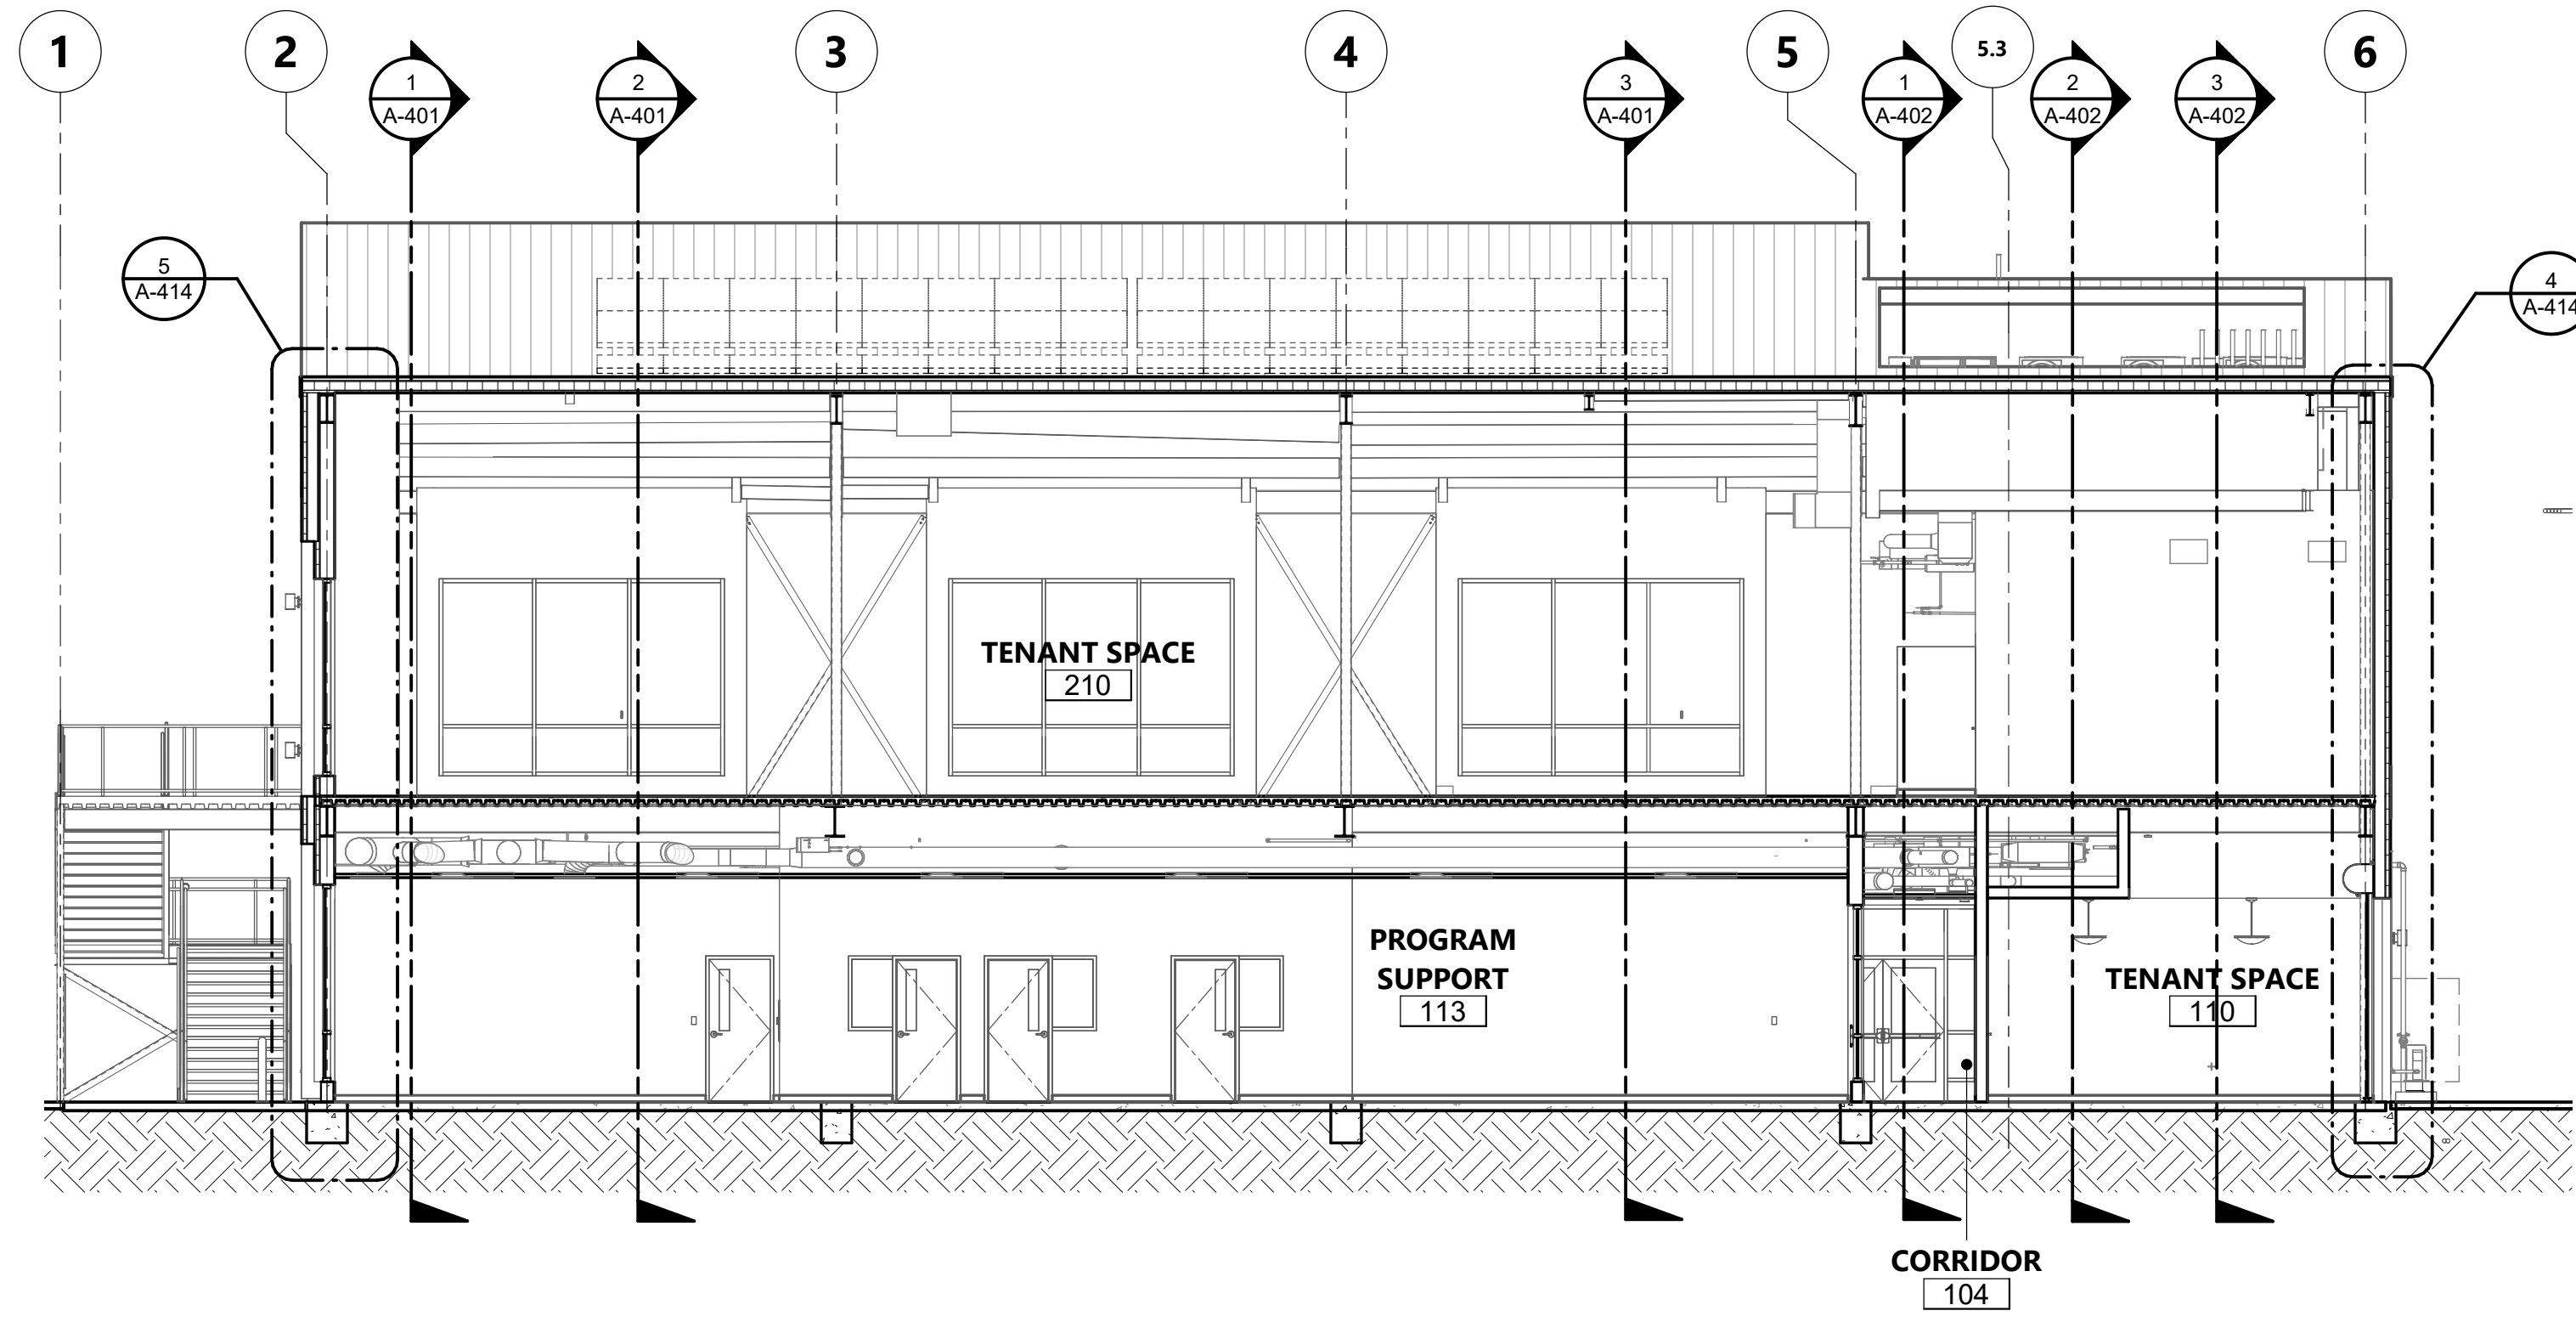 1
2
3
4
5
5.3
6
1
A-401
2
A-401
3
A-401
1
A-402
2
A-402
3
A-402
5
A-414
4
A-414
TENANT SPACE
210
PROGRAM
SUPPORT
113
TENANT SPACE
110
CORRIDOR
104